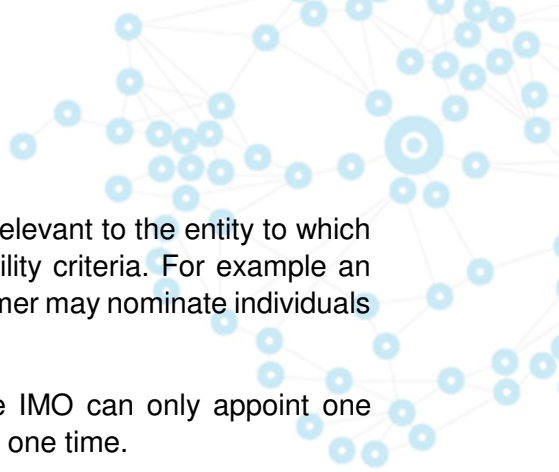 elevant to the entity to which
ility criteria. For example an
mer may nominate individuals
e IMO can only appoint one
one time.